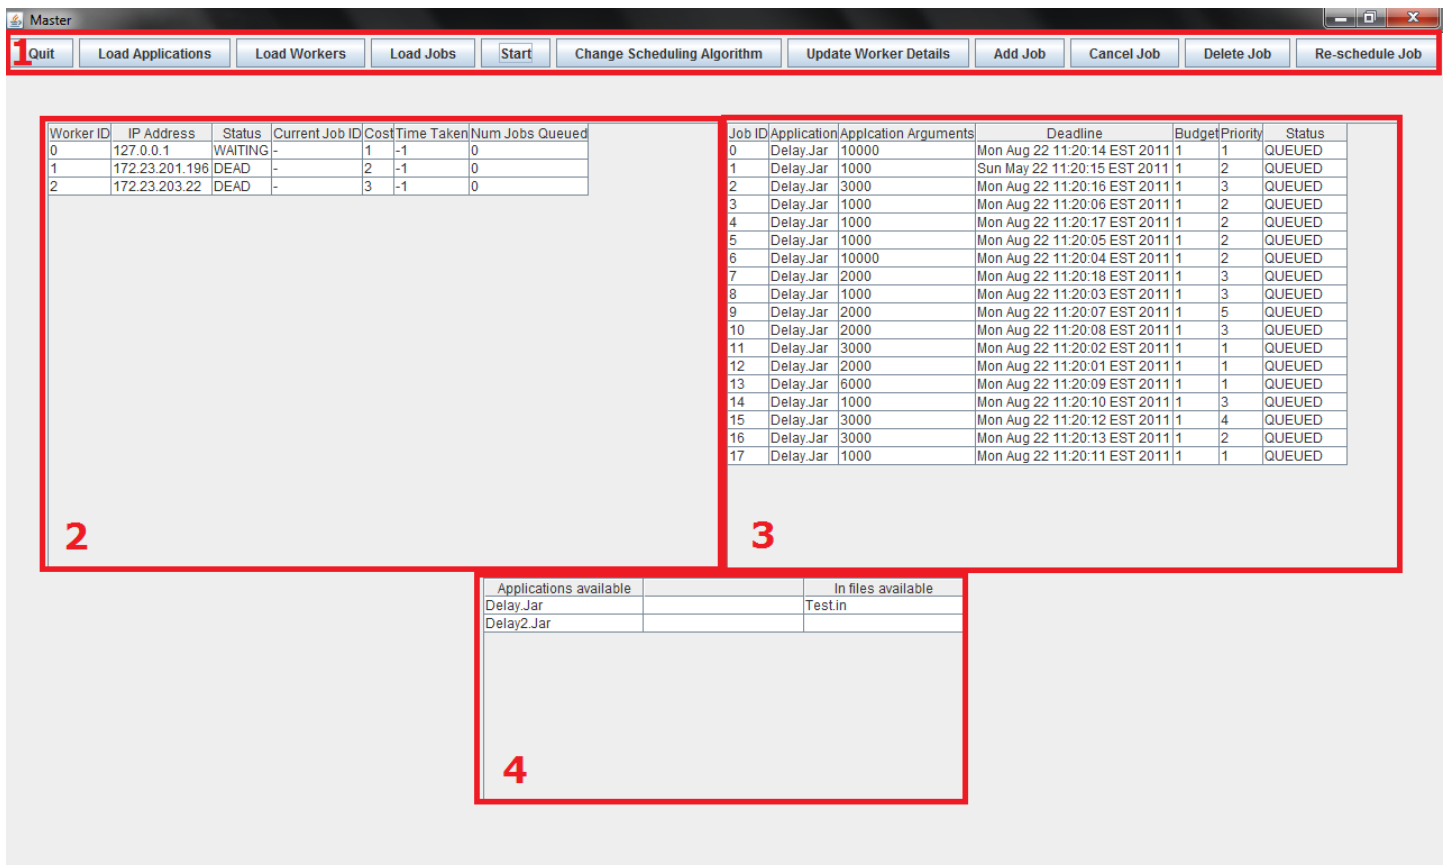 Master
1
Quit Load Applications Load Workers Load Jobs Start Change Scheduling Algorithm Update Worker Details Add Job Cancel Job Delete Job Re-schedule Job
Worker ID IP Address Status Current Job ID Cost Time Taken Num Jobs Queued
0 127.0.0.1 WAITING - 1 -1 0
1 172.23.201.196 DEAD - 2 -1 0
2 172.23.203.22 DEAD - 3 -1 0
2
Job ID Application Applcation Arguments Deadline Budget Priority Status
0 Delay.Jar 10000 Mon Aug 22 11:20:14 EST 2011 1 1 QUEUED
1 Delay.Jar 1000 Sun May 22 11:20:15 EST 2011 1 2 QUEUED
2 Delay.Jar 3000 Mon Aug 22 11:20:16 EST 2011 1 3 QUEUED
3 Delay.Jar 1000 Mon Aug 22 11:20:06 EST 2011 1 2 QUEUED
4 Delay.Jar 1000 Mon Aug 22 11:20:17 EST 2011 1 2 QUEUED
5 Delay.Jar 1000 Mon Aug 22 11:20:05 EST 2011 1 2 QUEUED
6 Delay.Jar 10000 Mon Aug 22 11:20:04 EST 2011 1 2 QUEUED
7 Delay.Jar 2000 Mon Aug 22 11:20:18 EST 2011 1 3 QUEUED
8 Delay.Jar 1000 Mon Aug 22 11:20:03 EST 2011 1 3 QUEUED
9 Delay.Jar 2000 Mon Aug 22 11:20:07 EST 2011 1 5 QUEUED
10 Delay.Jar 2000 Mon Aug 22 11:20:08 EST 2011 1 3 QUEUED
11 Delay.Jar 3000 Mon Aug 22 11:20:02 EST 2011 1 1 QUEUED
12 Delay.Jar 2000 Mon Aug 22 11:20:01 EST 2011 1 1 QUEUED
13 Delay.Jar 6000 Mon Aug 22 11:20:09 EST 2011 1 1 QUEUED
14 Delay.Jar 1000 Mon Aug 22 11:20:10 EST 2011 1 3 QUEUED
15 Delay.Jar 3000 Mon Aug 22 11:20:12 EST 2011 1 4 QUEUED
16 Delay.Jar 3000 Mon Aug 22 11:20:13 EST 2011 1 2 QUEUED
17 Delay.Jar 1000 Mon Aug 22 11:20:11 EST 2011 1 1 QUEUED
3
Applications available In files available
Delay.Jar Test.in
Delay2.Jar
4